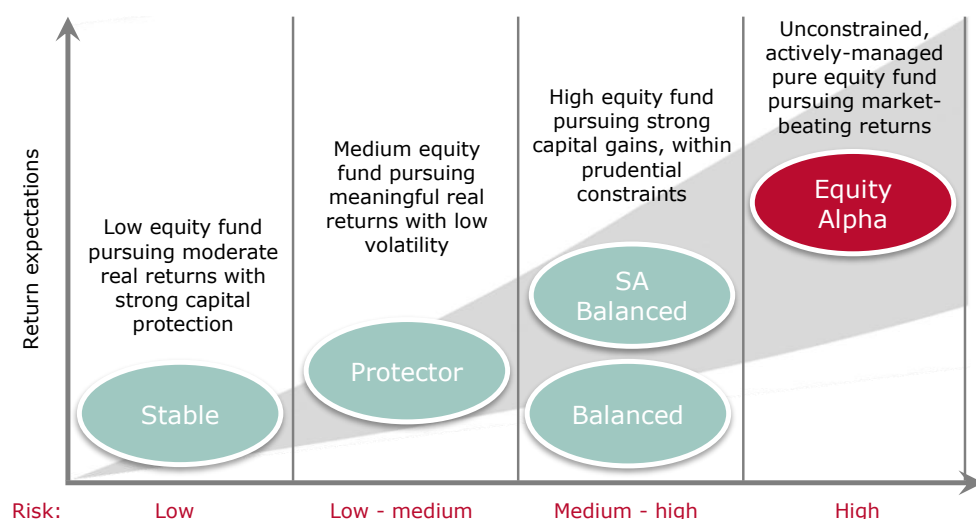 Return expectations
Low equity fund
pursuing moderate
real returns with
strong capital
protection
Stable
Medium equity
fund pursuing
meaningful real
returns with low
volatility
Protector
High equity fund
pursuing strong
capital gains, within
prudential
constraints
SA
Balanced
Balanced
Unconstrained,
actively-managed
pure equity fund
pursuing market-
beating returns
Equity
Alpha
Risk:
Low
Low - medium
Medium - high
High